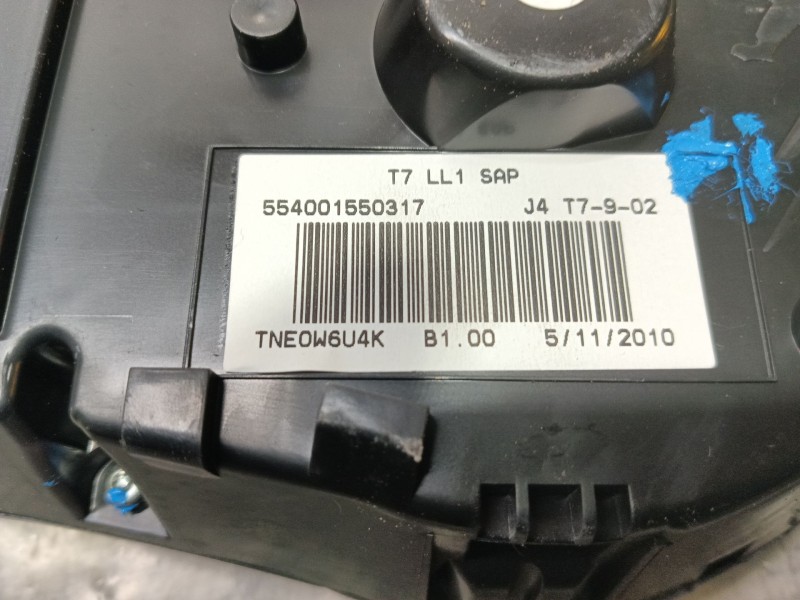 T7 LL1 SAP
554001550317 J4 T7-9-02
TNE0W6U4K B1.00 5/11/2010